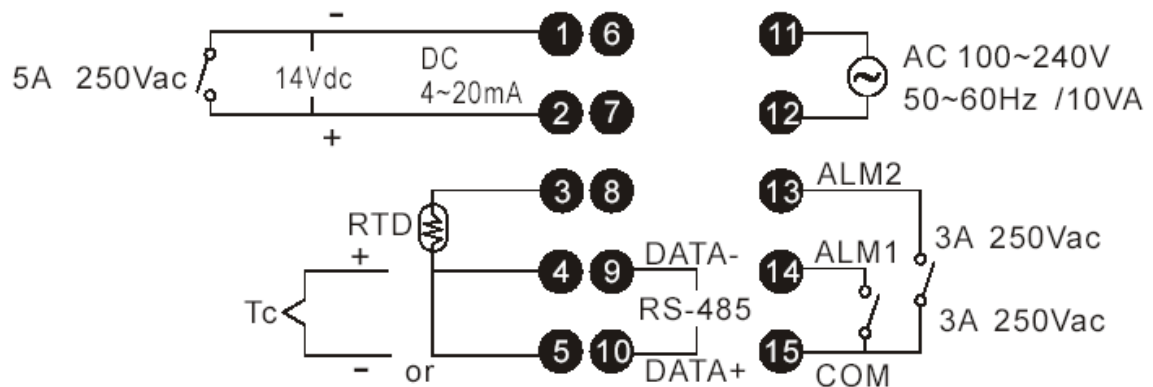 -
1 6
5A 250Vac
14Vdc
DC
4~20mA
2 7
+
11
AC 100~240V
50~60Hz /10VA
12
3 8
RTD
+
4 9
DATA-
Tc
RS-485
5 10
DATA+
-
or
13
ALM2
14
ALM1
3A 250Vac
3A 250Vac
15
COM